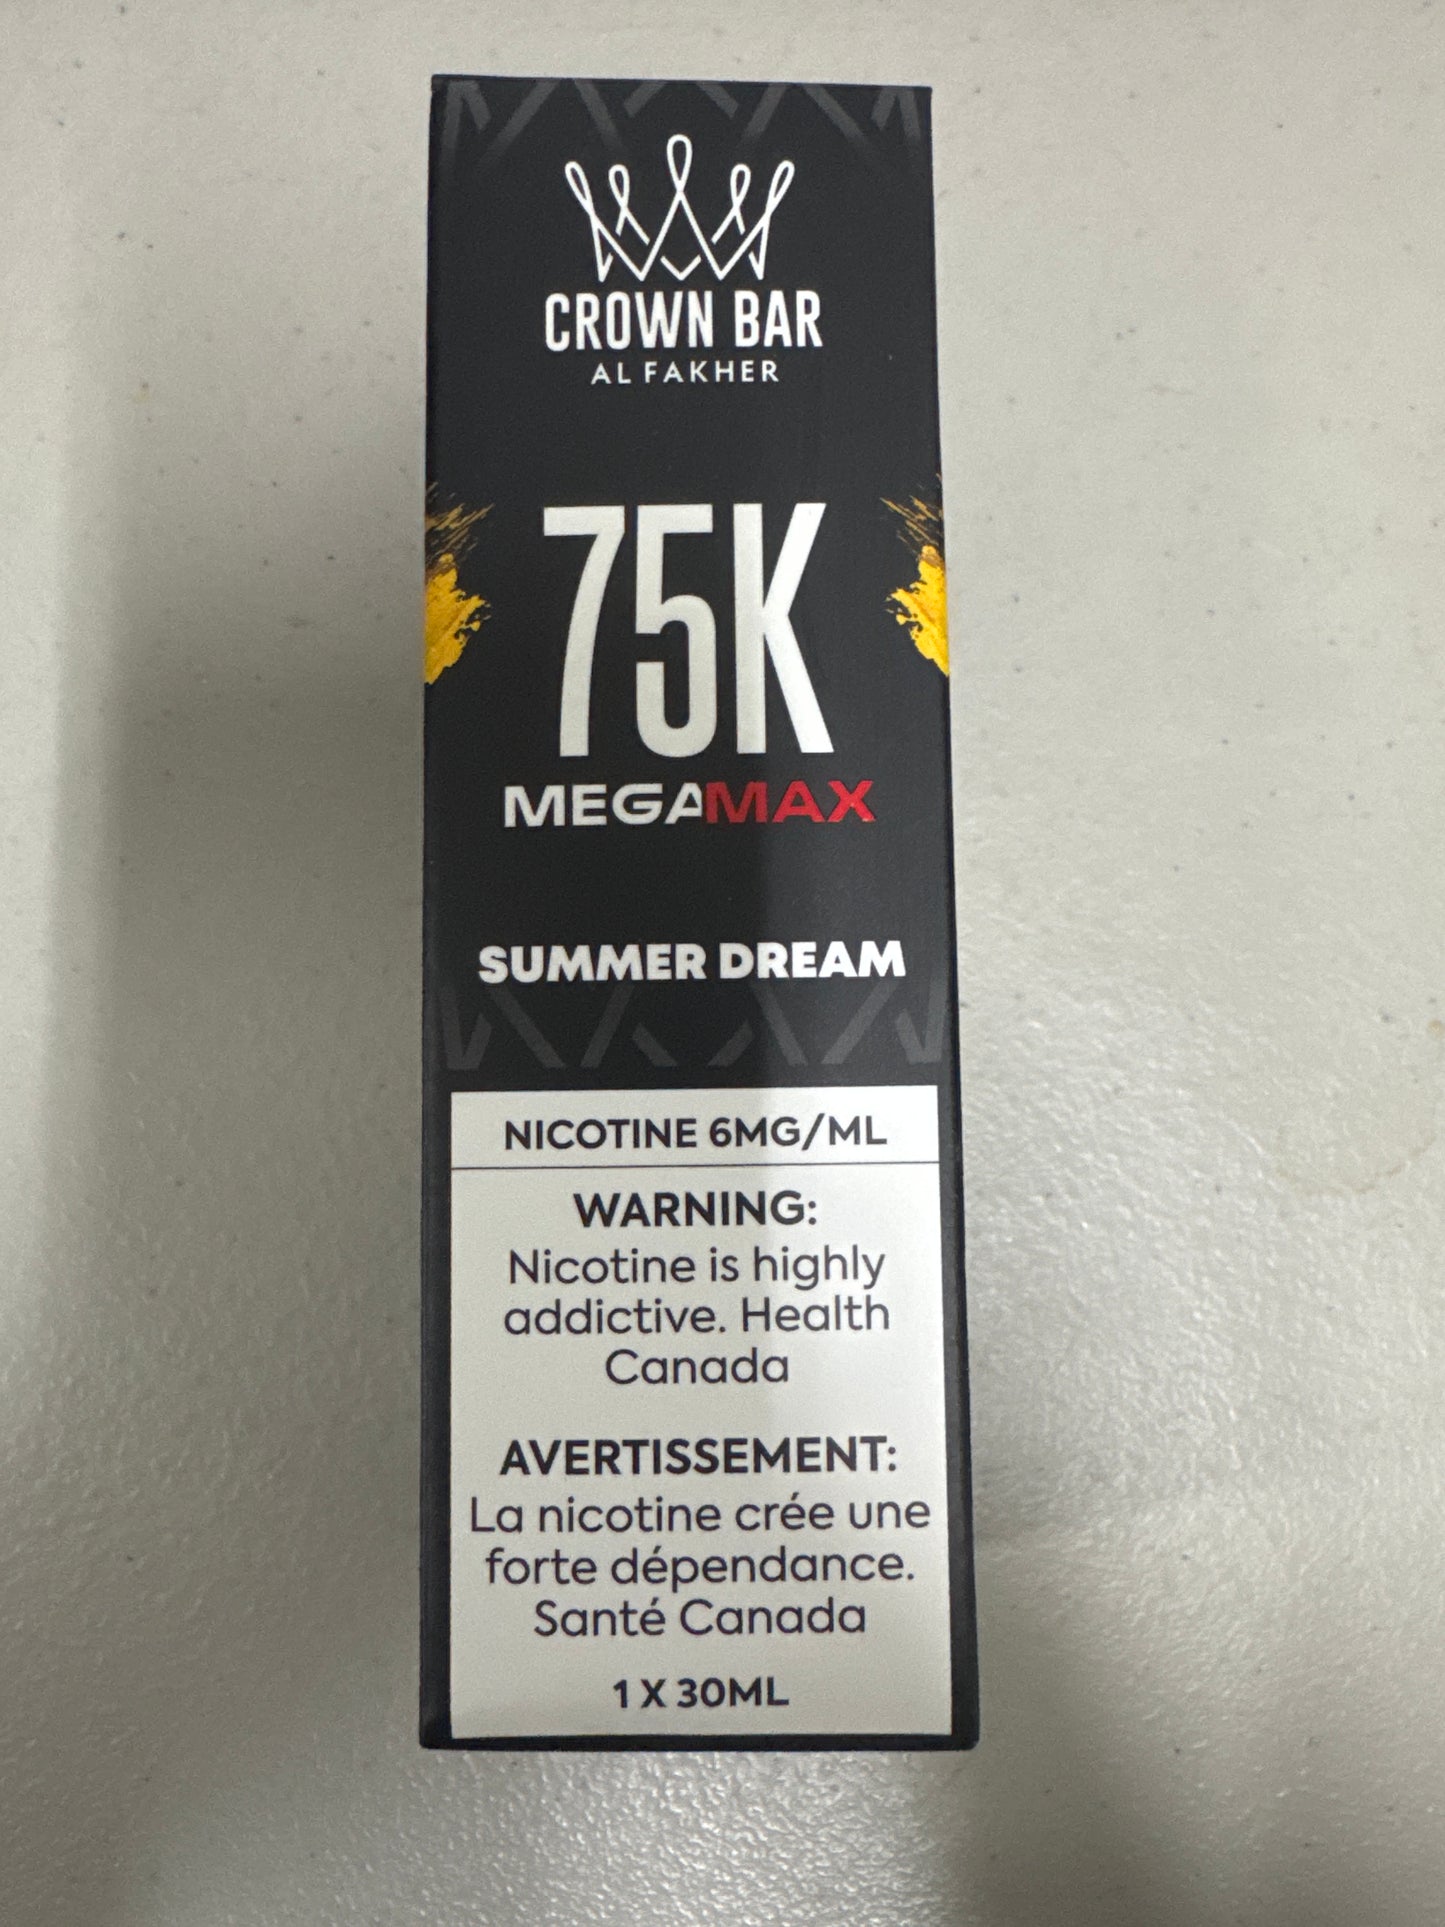 CROWN BAR
AL FAKHER
75K
MEGAMAX
SUMMER DREAM
NICOTINE 6MG/ML
WARNING:
Nicotine is highly
addictive. Health
Canada
AVERTISSEMENT:
La nicotine crée une
forte dépendance.
Santé Canada
1 X 30ML